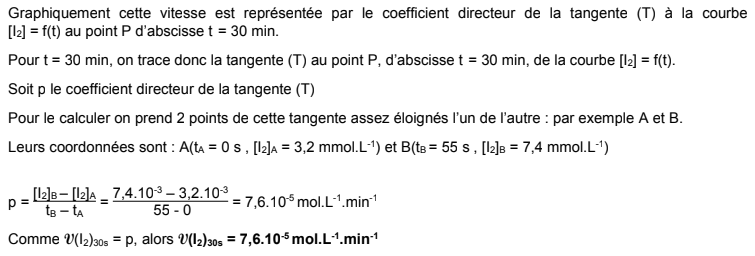 Graphiquement cette vitesse est représentée par le coefficient directeur de la tangente (T) à la courbe
[I₂] = f(t) au point P d'abscisse t = 30 min.
Pour t = 30 min, on trace donc la tangente (T) au point P, d'abscisse t = 30 min, de la courbe [I₂] = f(t).
Soit p le coefficient directeur de la tangente (T)
Pour le calculer on prend 2 points de cette tangente assez éloignés l'un de l'autre : par exemple A et B.
Leurs coordonnées sont : A(tA = 0 s , [I₂]A = 3,2 mmol.L⁻¹) et B(tB = 55 s , [I₂]B = 7,4 mmol.L⁻¹)
p = [I₂]B – [I₂]A / tB – tA = 7,4.10⁻³ – 3,2.10⁻³ / 55 - 0 = 7,6.10⁻⁵ mol.L⁻¹.min⁻¹
Comme v(I₂)30s = p, alors v(I₂)30s = 7,6.10⁻⁵ mol.L⁻¹.min⁻¹